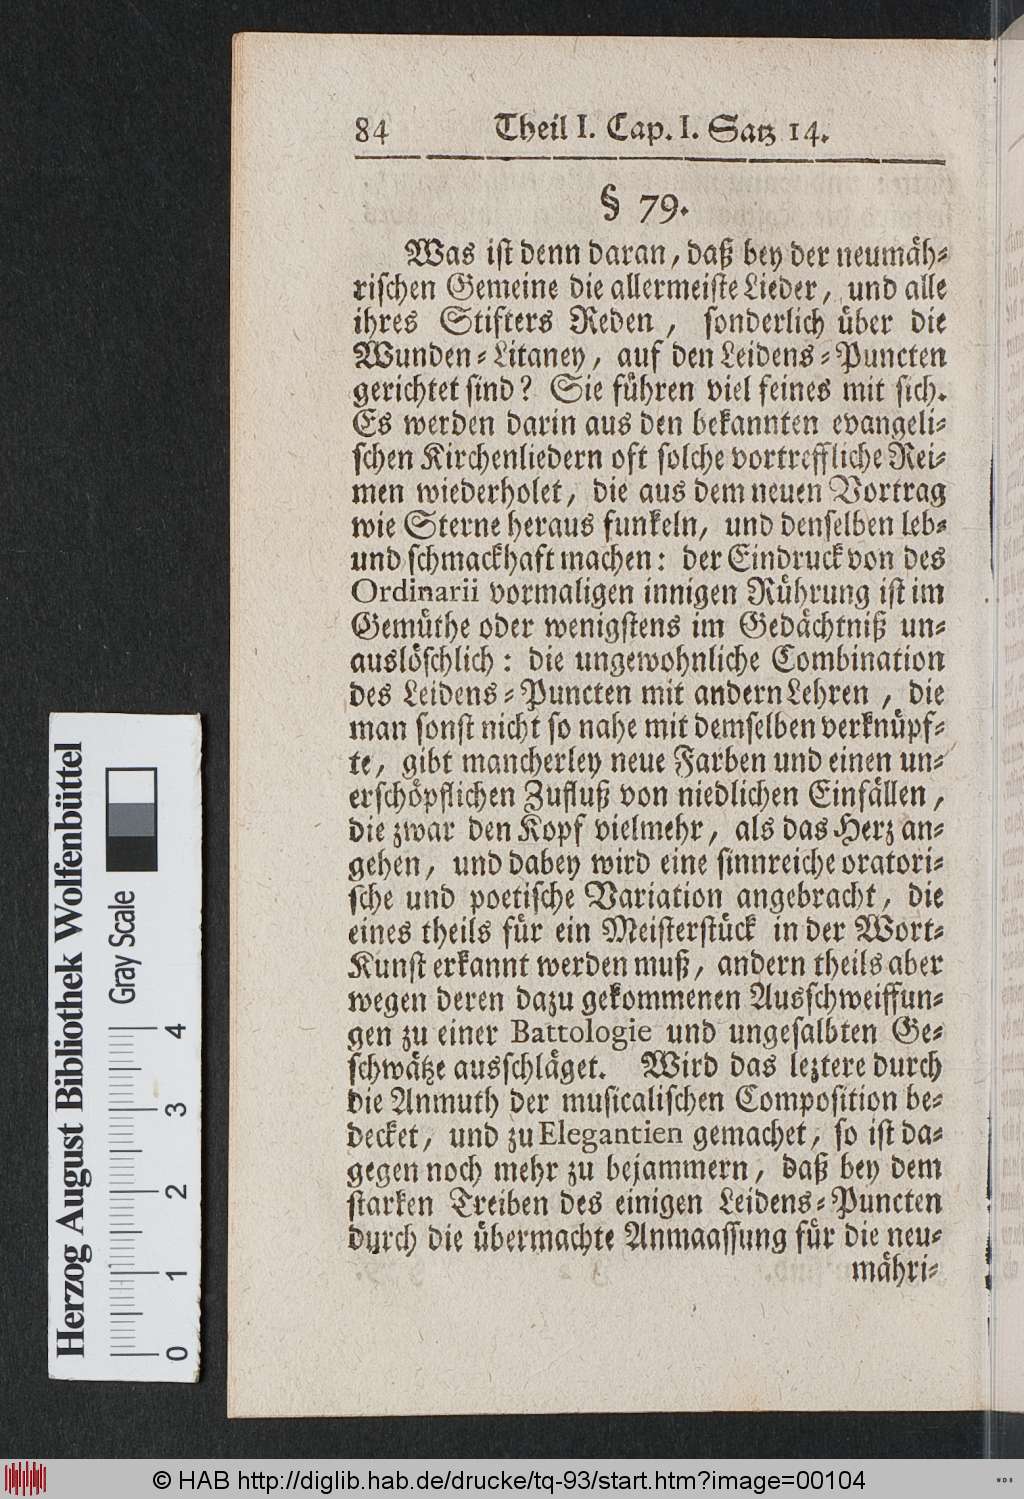 84 Theil I. Cap. I. Satz 14.
§ 79.
Was ist denn daran, daß bey der neumäh-
rischen Gemeine die allermeiste Lieder, und alle
ihres Stifters Reden, sonderlich über die
Wunden-Litaney, auf den Leidens-Puncten
gerichtet sind? Sie führen viel feines mit sich.
Es werden darin aus den bekannten evangeli-
schen Kirchenliedern oft solche vortreffliche Rei-
men wiederholet, die aus dem neuen Vortrag
wie Sterne heraus funkeln, und denselben leb-
und schmackhaft machen: der Eindruck von des
Ordinarii vormaligen innigen Rührung ist im
Gemüthe oder wenigstens im Gedächtniß un-
auslöschlich: die ungewohnliche Combination
des Leidens-Puncten mit andern Lehren, die
man sonst nicht so nahe mit demselben verknüpf-
te, gibt mancherley neue Farben und einen un-
erschöpflichen Zufluß von niedlichen Einfällen,
die zwar den Kopf vielmehr, als das Herz an-
gehen, und dabey wird eine sinnreiche oratori-
sche und poetische Variation angebracht, die
eines theils für ein Meisterstück in der Wort-
Kunst erkannt werden muß, andern theils aber
wegen deren dazu gekommenen Ausschweiffun-
gen zu einer Battologie und ungesalbten Ge-
schwätze ausschläget. Wird das leztere durch
die Anmuth der musicalischen Composition be-
decket, und zu Elegantien gemachet, so ist da-
gegen noch mehr zu bejammern, daß bey dem
starken Treiben des einigen Leidens-Puncten
durch die übermachte Anmaassung für die neu-
mähri-
Herzog August Bibliothek Wolfenbüttel
Gray Scale
0 1 2 3 4
© HAB http://diglib.hab.de/drucke/tq-93/start.htm?image=00104